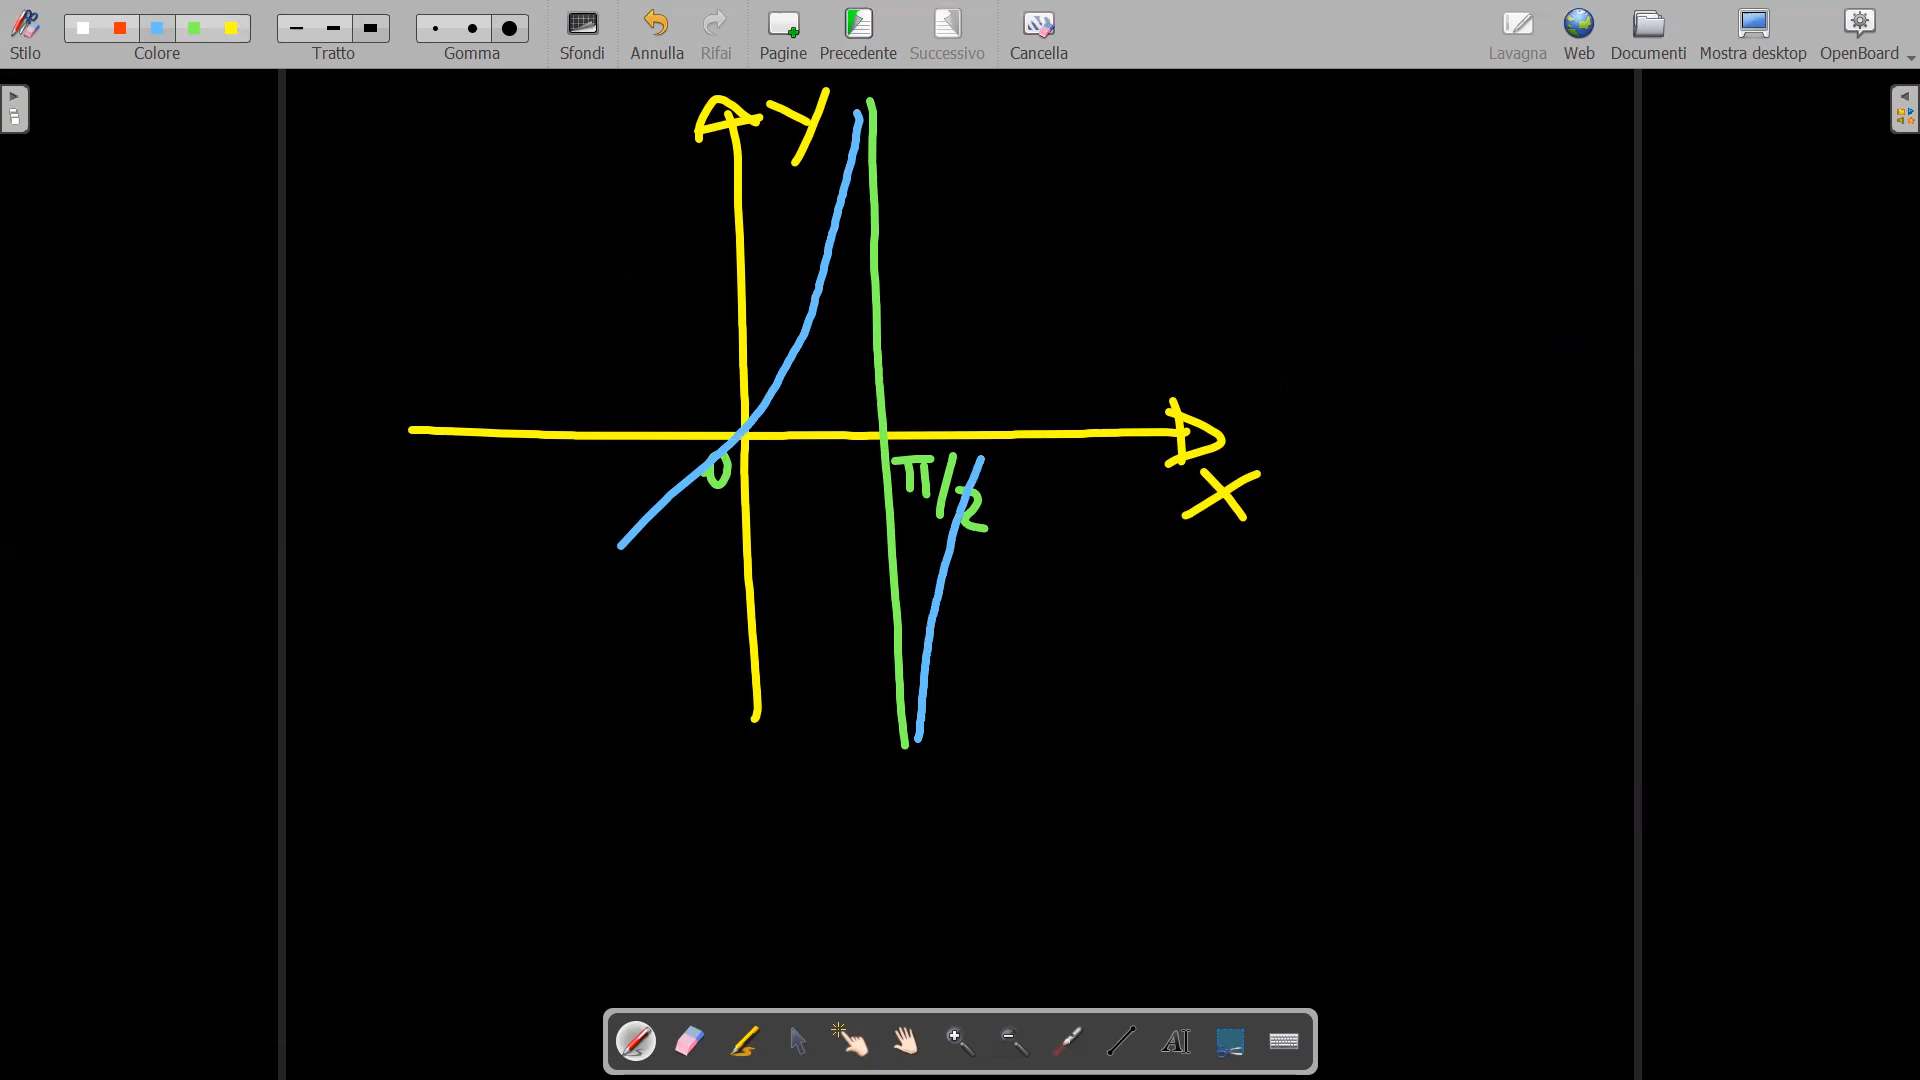 Stilo Colore Tratto Gomma Sfondi Annulla Rifai Pagine Precedente Successivo Cancella Lavagna Web Documenti Mostra desktop OpenBoard
Y
0 π/2
X
AI